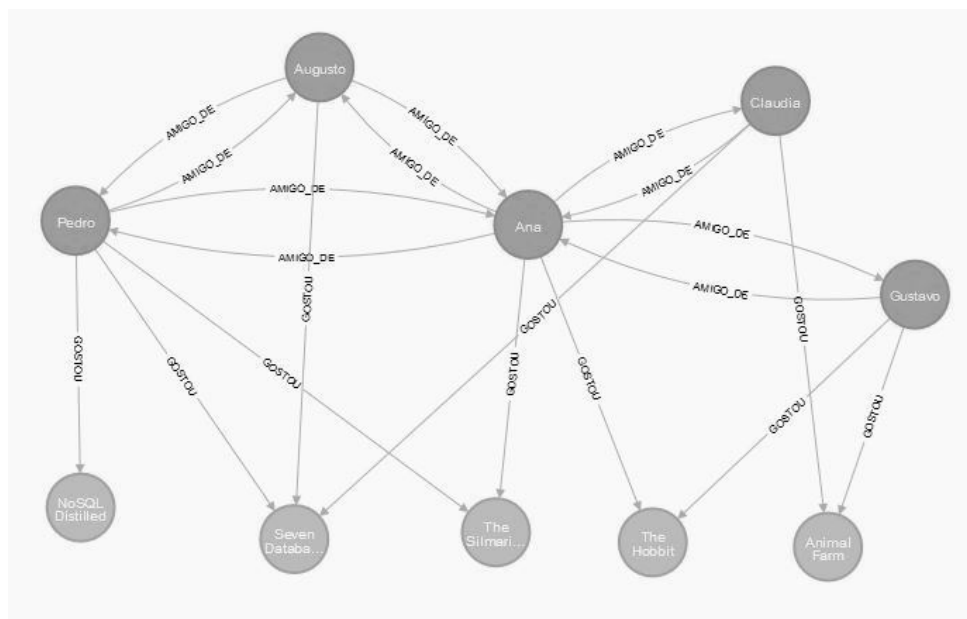 Augusto
Claudia
AMIGO_DE
AMIGO_DE
AMIGO_DE
AMIGO_DE
AMIGO_DE
AMIGO_DE
AMIGO_DE
Pedro
Ana
AMIGO_DE
AMIGO_DE
AMIGO_DE
Gustavo
GOSTOU
GOSTOU
GOSTOU
GOSTOU
GOSTOU
GOSTOU
GOSTOU
GOSTOU
GOSTOU
GOSTOU
NoSQL
Distilled
Seven
Databa...
The
Silmari...
The
Hobbit
Animal
Farm